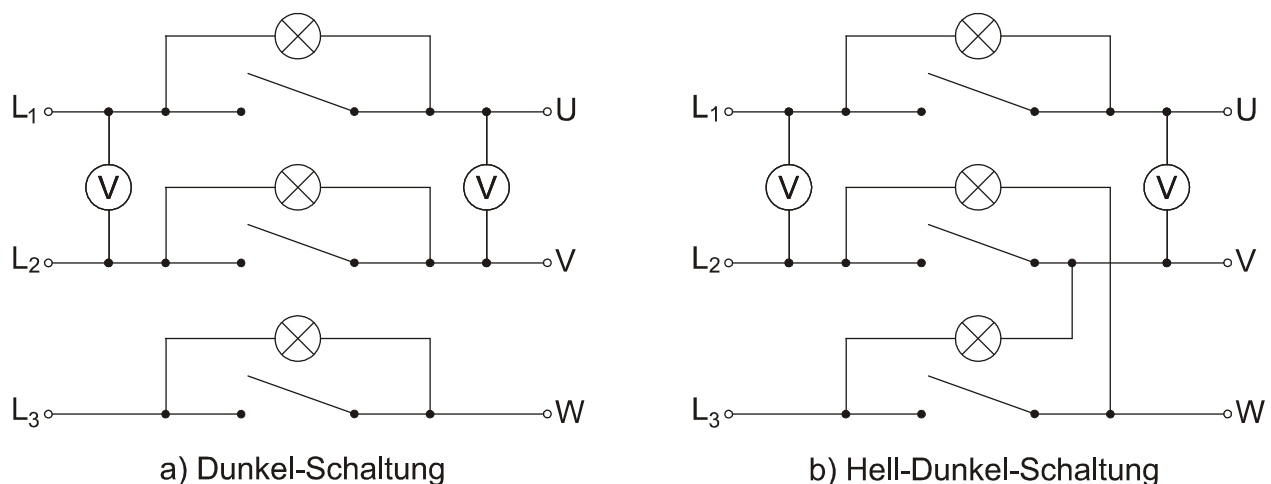 L₁ U L₁ U
V V V V
L₂ V L₂ V
L₃ W L₃ W
a) Dunkel-Schaltung b) Hell-Dunkel-Schaltung